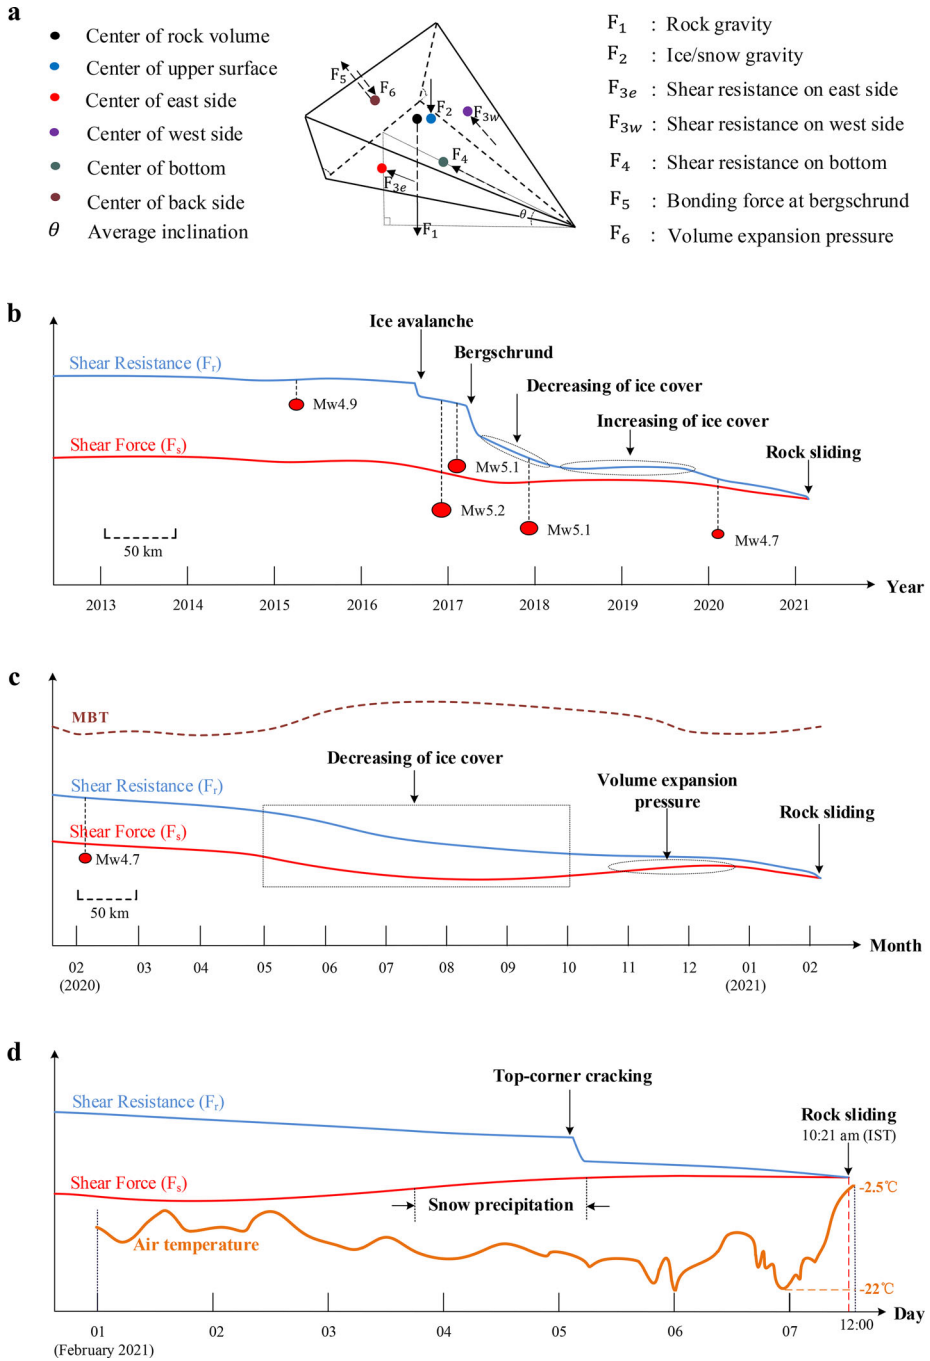 a
Center of rock volume
Center of upper surface
Center of east side
Center of west side
Center of bottom
Center of back side
θ Average inclination
F5
F6
F2
F3w
F4
F3e
θ
F1
F1 : Rock gravity
F2 : Ice/snow gravity
F3e : Shear resistance on east side
F3w : Shear resistance on west side
F4 : Shear resistance on bottom
F5 : Bonding force at bergschrund
F6 : Volume expansion pressure
b
Ice avalanche
Bergschrund
Shear Resistance (Fr)
Decreasing of ice cover
Mw4.9
Increasing of ice cover
Shear Force (Fs)
Rock sliding
Mw5.1
Mw5.2
Mw5.1
Mw4.7
50 km
2013 2014 2015 2016 2017 2018 2019 2020 2021
Year
c
MBT
Decreasing of ice cover
Shear Resistance (Fr)
Volume expansion
pressure
Rock sliding
Shear Force (Fs)
Mw4.7
50 km
Month
02 03 04 05 06 07 08 09 10 11 12 01 02
(2020) (2021)
d
Top-corner cracking
Shear Resistance (Fr)
Rock sliding
10:21 am (IST)
Shear Force (Fs)
-2.5℃
Snow precipitation
Air temperature
-22℃
Day
01 02 03 04 05 06 07 12:00
(February 2021)